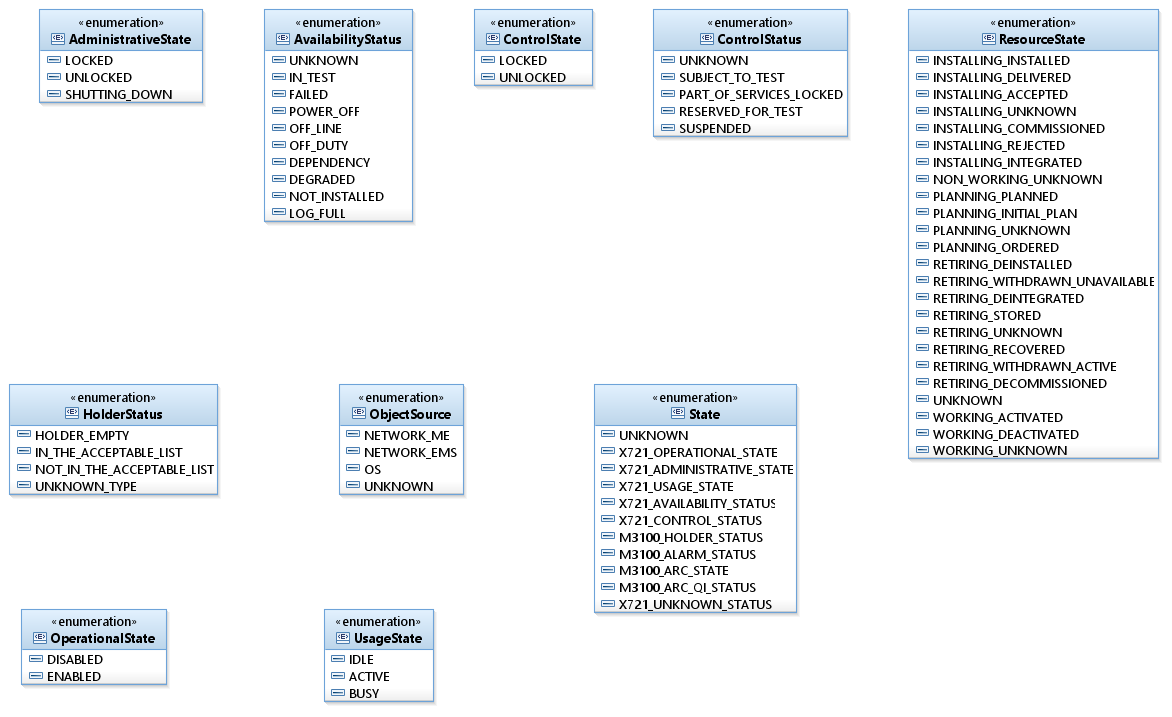 «enumeration»
AdministrativeState
LOCKED
UNLOCKED
SHUTTING_DOWN
«enumeration»
AvailabilityStatus
UNKNOWN
IN_TEST
FAILED
POWER_OFF
OFF_LINE
OFF_DUTY
DEPENDENCY
DEGRADED
NOT_INSTALLED
LOG_FULL
«enumeration»
ControlState
LOCKED
UNLOCKED
«enumeration»
ControlStatus
UNKNOWN
SUBJECT_TO_TEST
PART_OF_SERVICES_LOCKED
RESERVED_FOR_TEST
SUSPENDED
«enumeration»
ResourceState
INSTALLING_INSTALLED
INSTALLING_DELIVERED
INSTALLING_ACCEPTED
INSTALLING_UNKNOWN
INSTALLING_COMMISSIONED
INSTALLING_REJECTED
INSTALLING_INTEGRATED
NON_WORKING_UNKNOWN
PLANNING_PLANNED
PLANNING_INITIAL_PLAN
PLANNING_UNKNOWN
PLANNING_ORDERED
RETIRING_DEINSTALLED
RETIRING_WITHDRAWN_UNAVAILABLE
RETIRING_DEINTEGRATED
RETIRING_STORED
RETIRING_UNKNOWN
RETIRING_RECOVERED
RETIRING_WITHDRAWN_ACTIVE
RETIRING_DECOMMISSIONED
UNKNOWN
WORKING_ACTIVATED
WORKING_DEACTIVATED
WORKING_UNKNOWN
«enumeration»
HolderStatus
HOLDER_EMPTY
IN_THE_ACCEPTABLE_LIST
NOT_IN_THE_ACCEPTABLE_LIST
UNKNOWN_TYPE
«enumeration»
ObjectSource
NETWORK_ME
NETWORK_EMS
OS
UNKNOWN
«enumeration»
State
UNKNOWN
X721_OPERATIONAL_STATE
X721_ADMINISTRATIVE_STATE
X721_USAGE_STATE
X721_AVAILABILITY_STATUS
X721_CONTROL_STATUS
M3100_HOLDER_STATUS
M3100_ALARM_STATUS
M3100_ARC_STATE
M3100_ARC_QI_STATUS
X721_UNKNOWN_STATUS
«enumeration»
OperationalState
DISABLED
ENABLED
«enumeration»
UsageState
IDLE
ACTIVE
BUSY